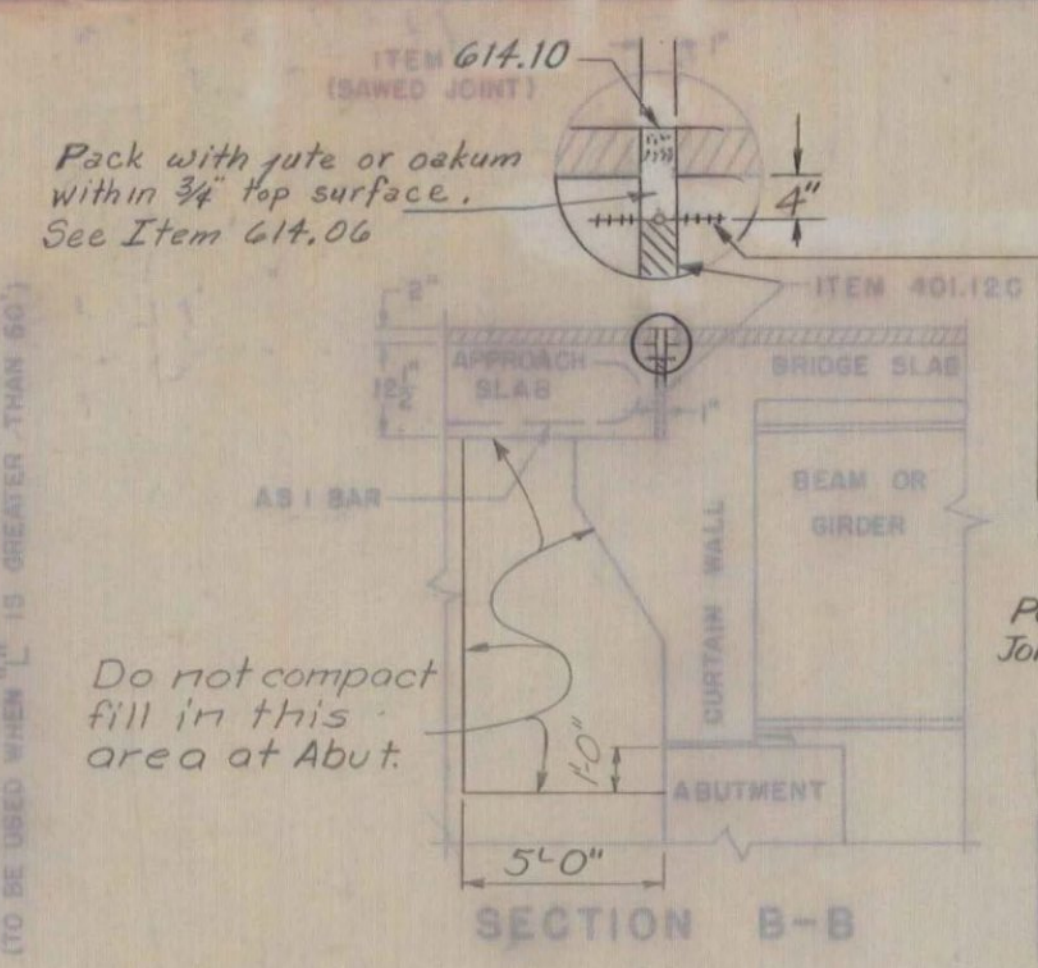 ITEM 614.10
(SAWED JOINT)
1"
Pack with jute or oakum
within 3/4" top surface.
See Item 614.06
4"
ITEM 401.12C
2"
12 1/2"
APPROACH
SLAB
BRIDGE SLAB
1"
AS 1 BAR
BEAM OR
GIRDER
CURTAIN WALL
Do not compact
fill in this
area at Abut.
1'-0"
ABUTMENT
5'-0"
SECTION B-B
(TO BE USED WHEN "L" IS GREATER THAN 60')